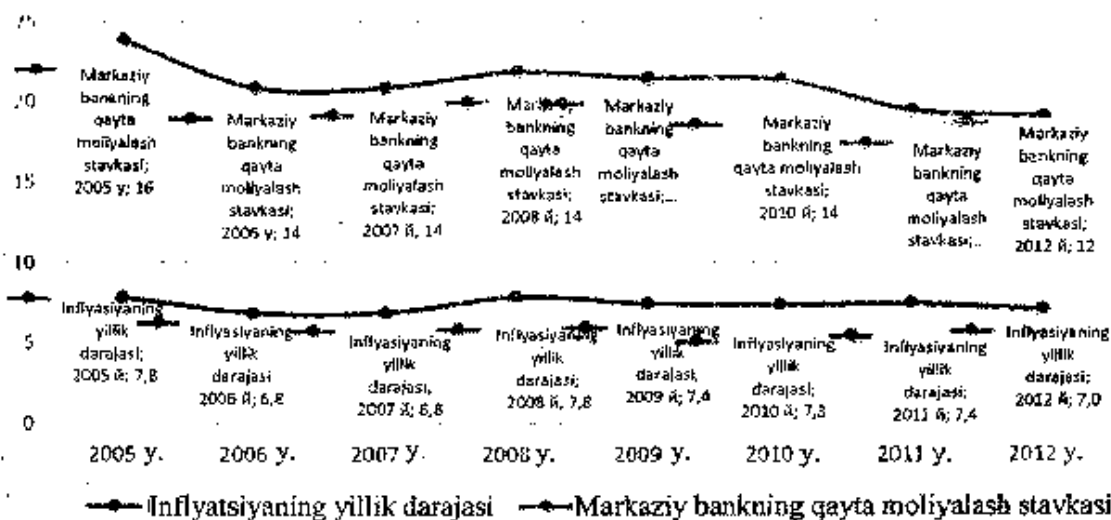 25
20
15
10
5
0
Markaziy
bankning
qayta
moliyalash
stavkasi;
2005 y; 16
Markaziy
bankning
qayta
moliyalash
stavkasi;
2006 y; 14
Markaziy
bankning
qayta
moliyalash
stavkasi;
2007 й, 14
Markaziy
bankning
qayta
moliyalash
stavkasi;
2008 й; 14
Markaziy
bankning
qayta
moliyalash
stavkasi;...
Markaziy
bankning
qayta moliyalash
stavkasi;
2010 й; 14
Markaziy
bankning
qayta
moliyalash
stavkasi;..
Markaziy
bankning
qayta
moliyalash
stavkasi;
2012 й; 12
Inflyasiyaning
yillik
darajasi;
2005 й; 7,8
Inflyasiyaning
yillik
darajasi
2006 й; 6,8
Inflyasiyaning
yillik
darajasi,
2007 й; 6,8
Inflyasiyaning
yillik
darajasi;
2008 й, 7,8
Inflyasiyaning
yillik
darajasi,
2009 й; 7,4
Inflyasiyaning
yillik
darajasi;
2010 й; 7,3
Inflyasiyaning
yillik
darajasi;
2011 й; 7,4
Inflyasiyaning
yillik
darajasi;
2012 й; 7,0
2005 y. 2006 y. 2007 y. 2008 y. 2009 y. 2010 y. 2011 y. 2012 y.
Inflyatsiyaning yillik darajasi Markaziy bankning qayta moliyalash stavkasi